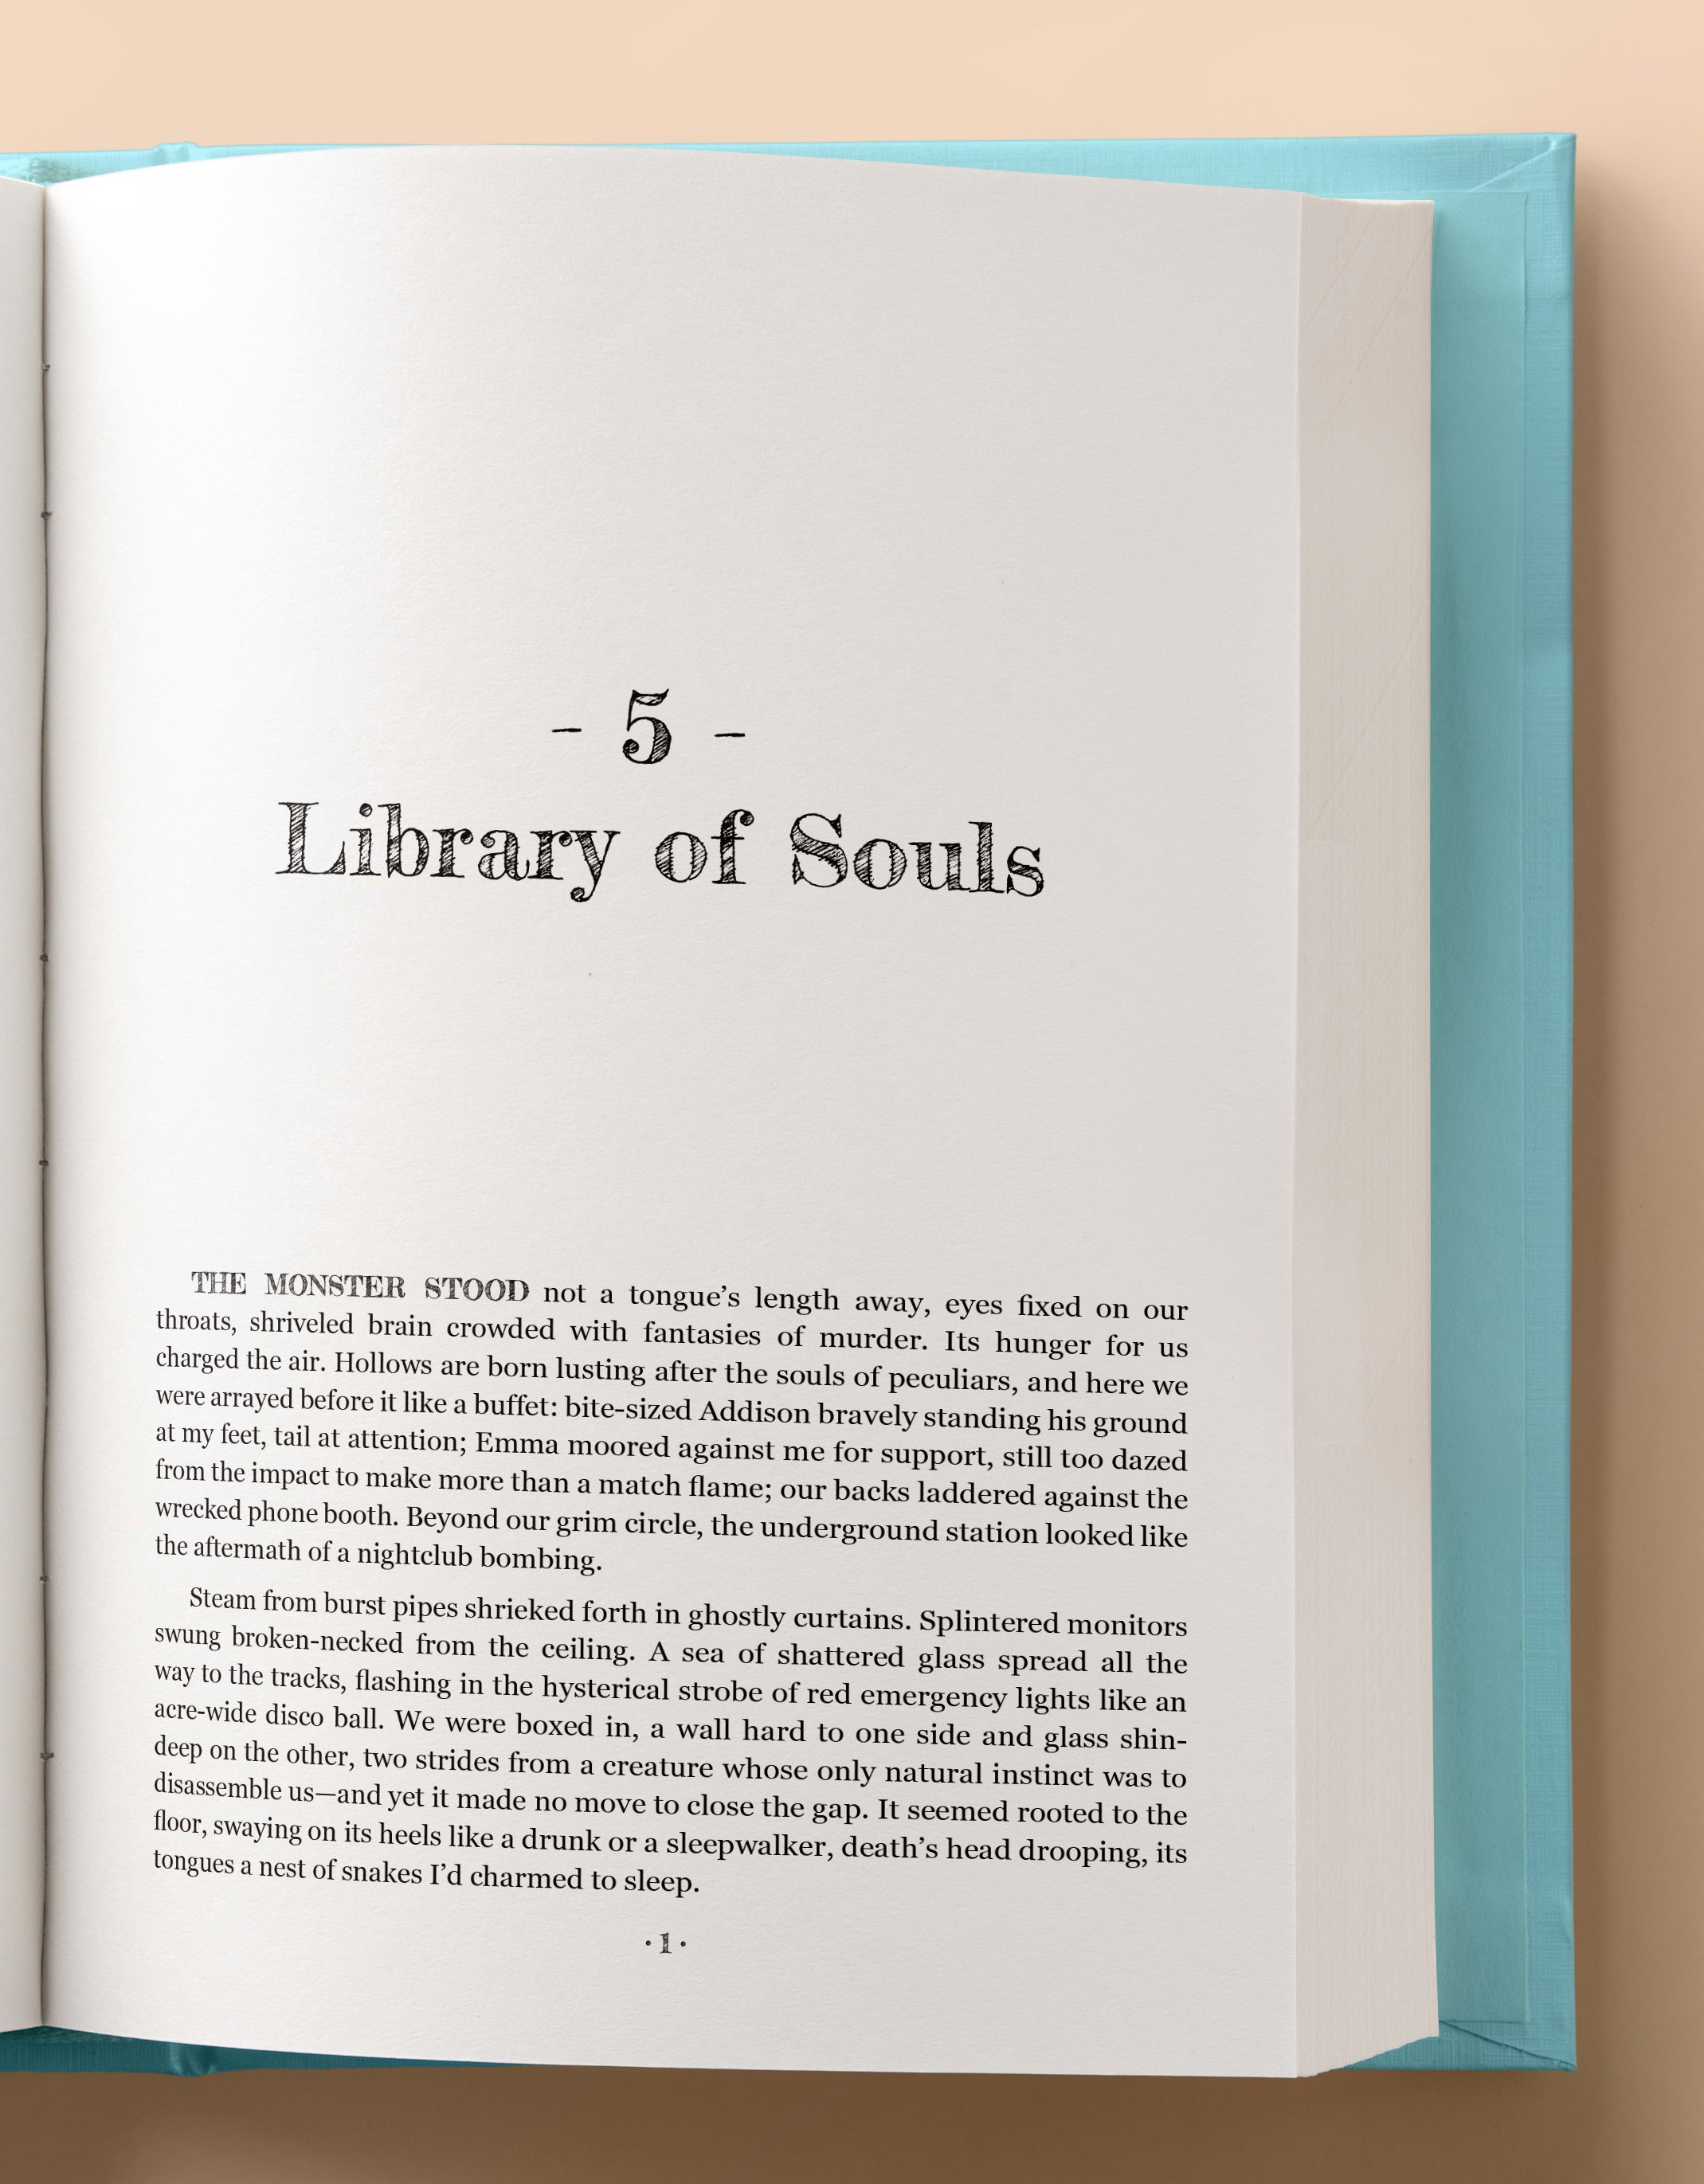 - 5 -
Library of Souls
THE MONSTER STOOD not a tongue’s length away, eyes fixed on our
throats, shriveled brain crowded with fantasies of murder. Its hunger for us
charged the air. Hollows are born lusting after the souls of peculiars, and here we
were arrayed before it like a buffet: bite-sized Addison bravely standing his ground
at my feet, tail at attention; Emma moored against me for support, still too dazed
from the impact to make more than a match flame; our backs laddered against the
wrecked phone booth. Beyond our grim circle, the underground station looked like
the aftermath of a nightclub bombing.
Steam from burst pipes shrieked forth in ghostly curtains. Splintered monitors
swung broken-necked from the ceiling. A sea of shattered glass spread all the
way to the tracks, flashing in the hysterical strobe of red emergency lights like an
acre-wide disco ball. We were boxed in, a wall hard to one side and glass shin-
deep on the other, two strides from a creature whose only natural instinct was to
disassemble us—and yet it made no move to close the gap. It seemed rooted to the
floor, swaying on its heels like a drunk or a sleepwalker, death’s head drooping, its
tongues a nest of snakes I’d charmed to sleep.
· 1 ·